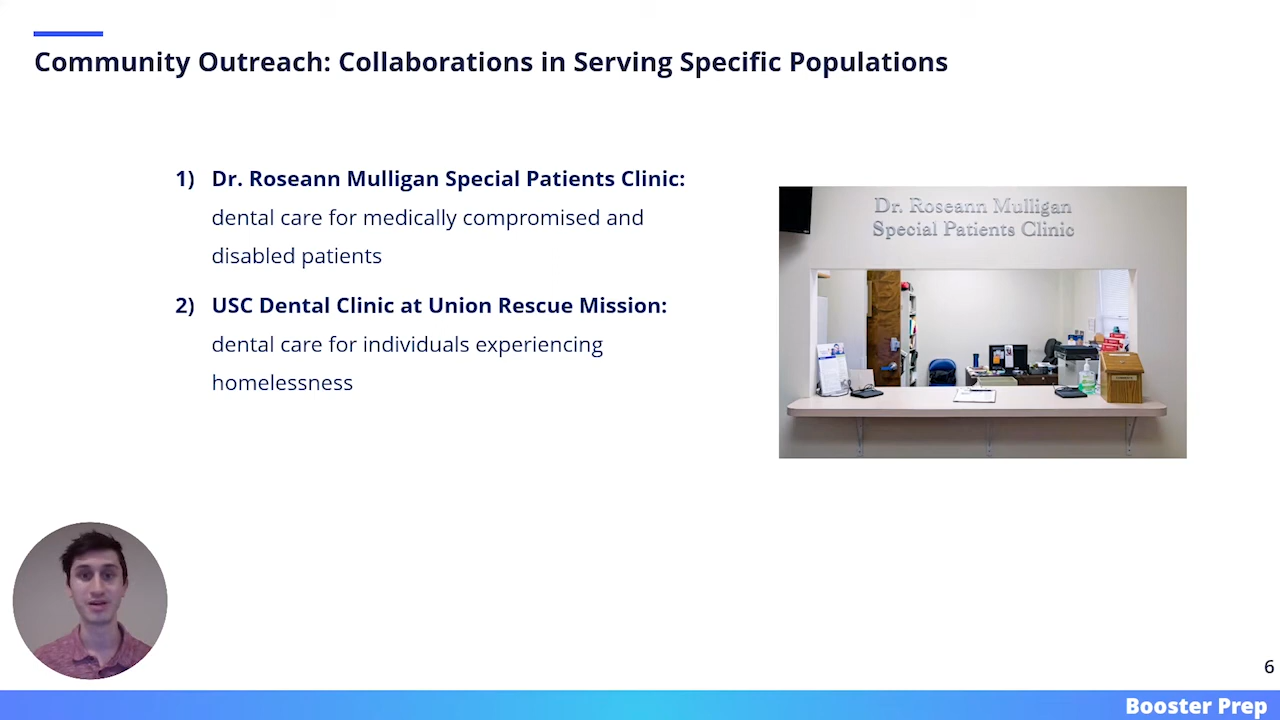 Community Outreach: Collaborations in Serving Specific Populations
1) Dr. Roseann Mulligan Special Patients Clinic:
dental care for medically compromised and
disabled patients
2) USC Dental Clinic at Union Rescue Mission:
dental care for individuals experiencing
homelessness
Dr. Roseann Mulligan
Special Patients Clinic
6
Booster Prep